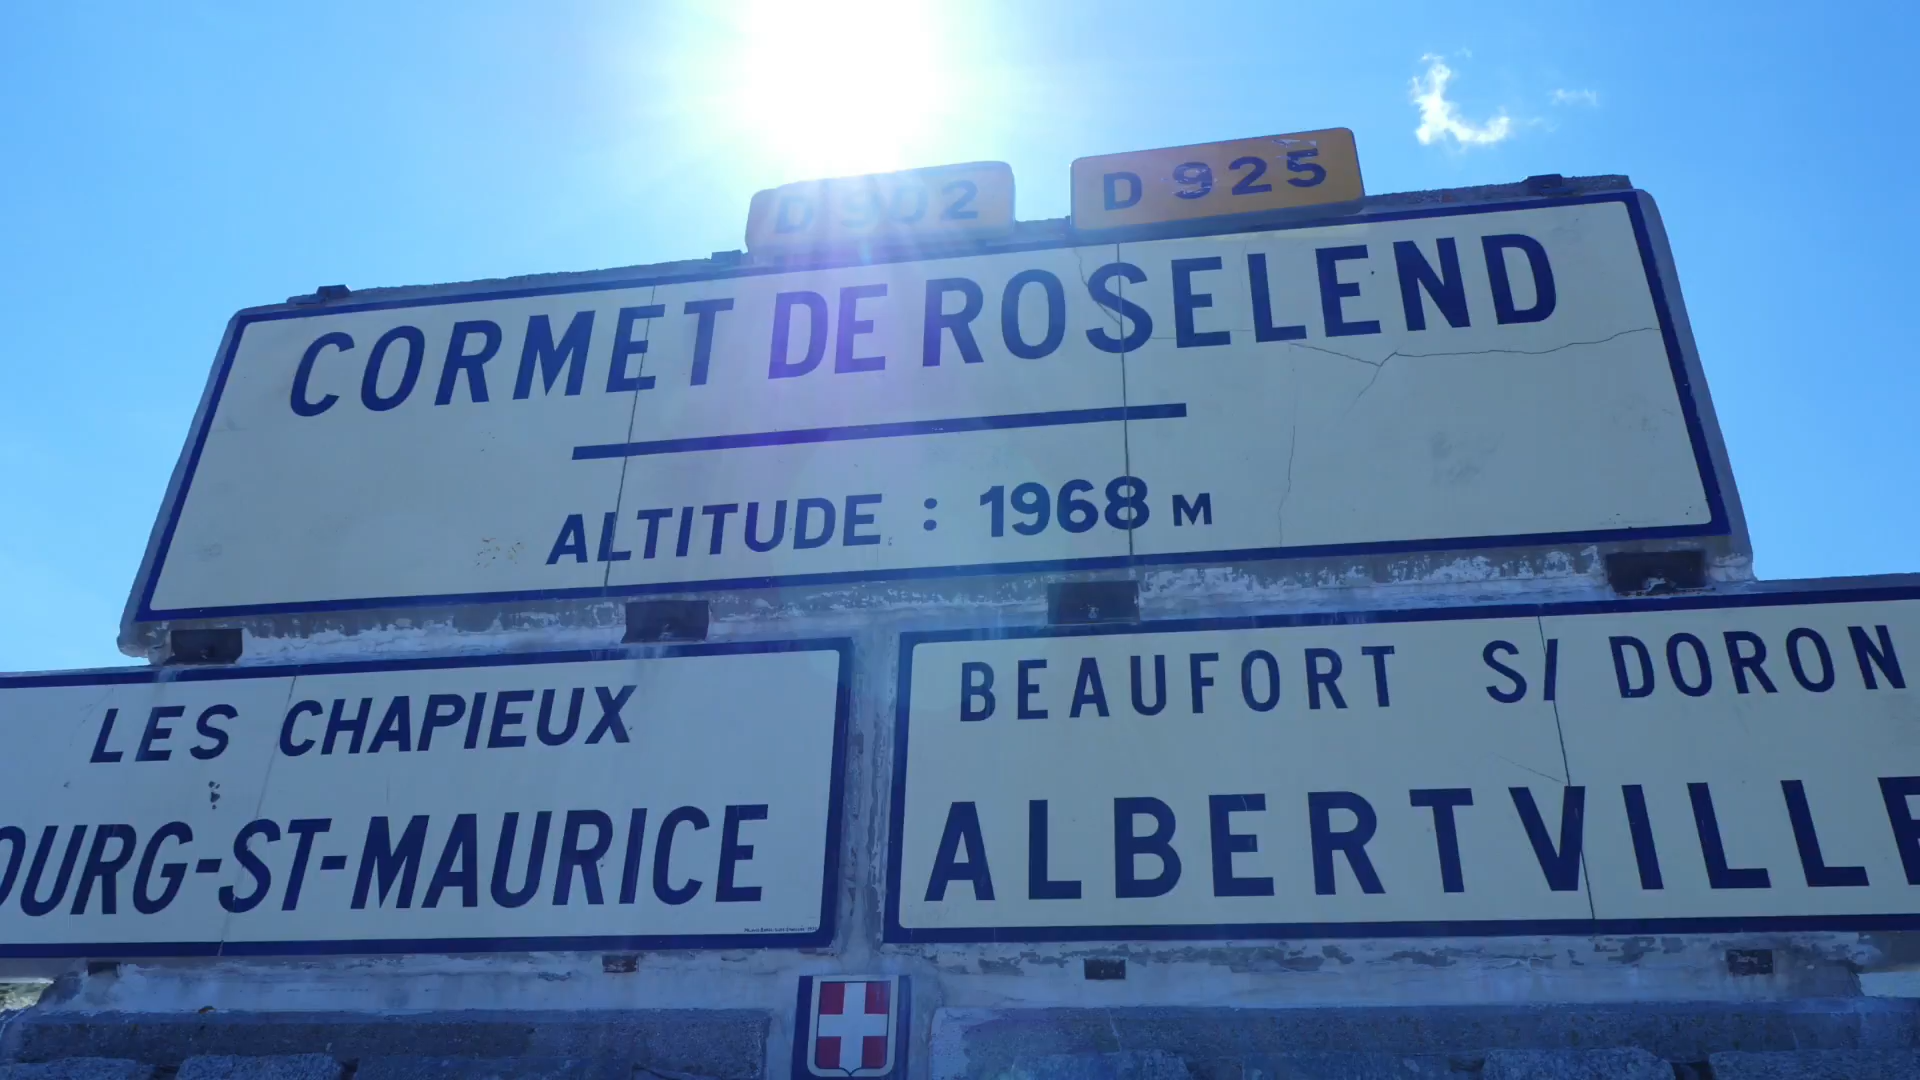 D 902
D 925
CORMET DE ROSELEND
ALTITUDE : 1968 M
LES CHAPIEUX
OURG-ST-MAURICE
BEAUFORT S/ DORON
ALBERTVILLE